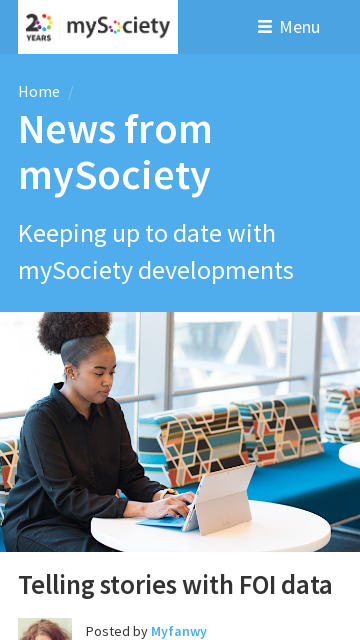 20 YEARS mySociety
Menu
Home /
News from
mySociety
Keeping up to date with
mySociety developments
Telling stories with FOI data
Posted by Myfanwy